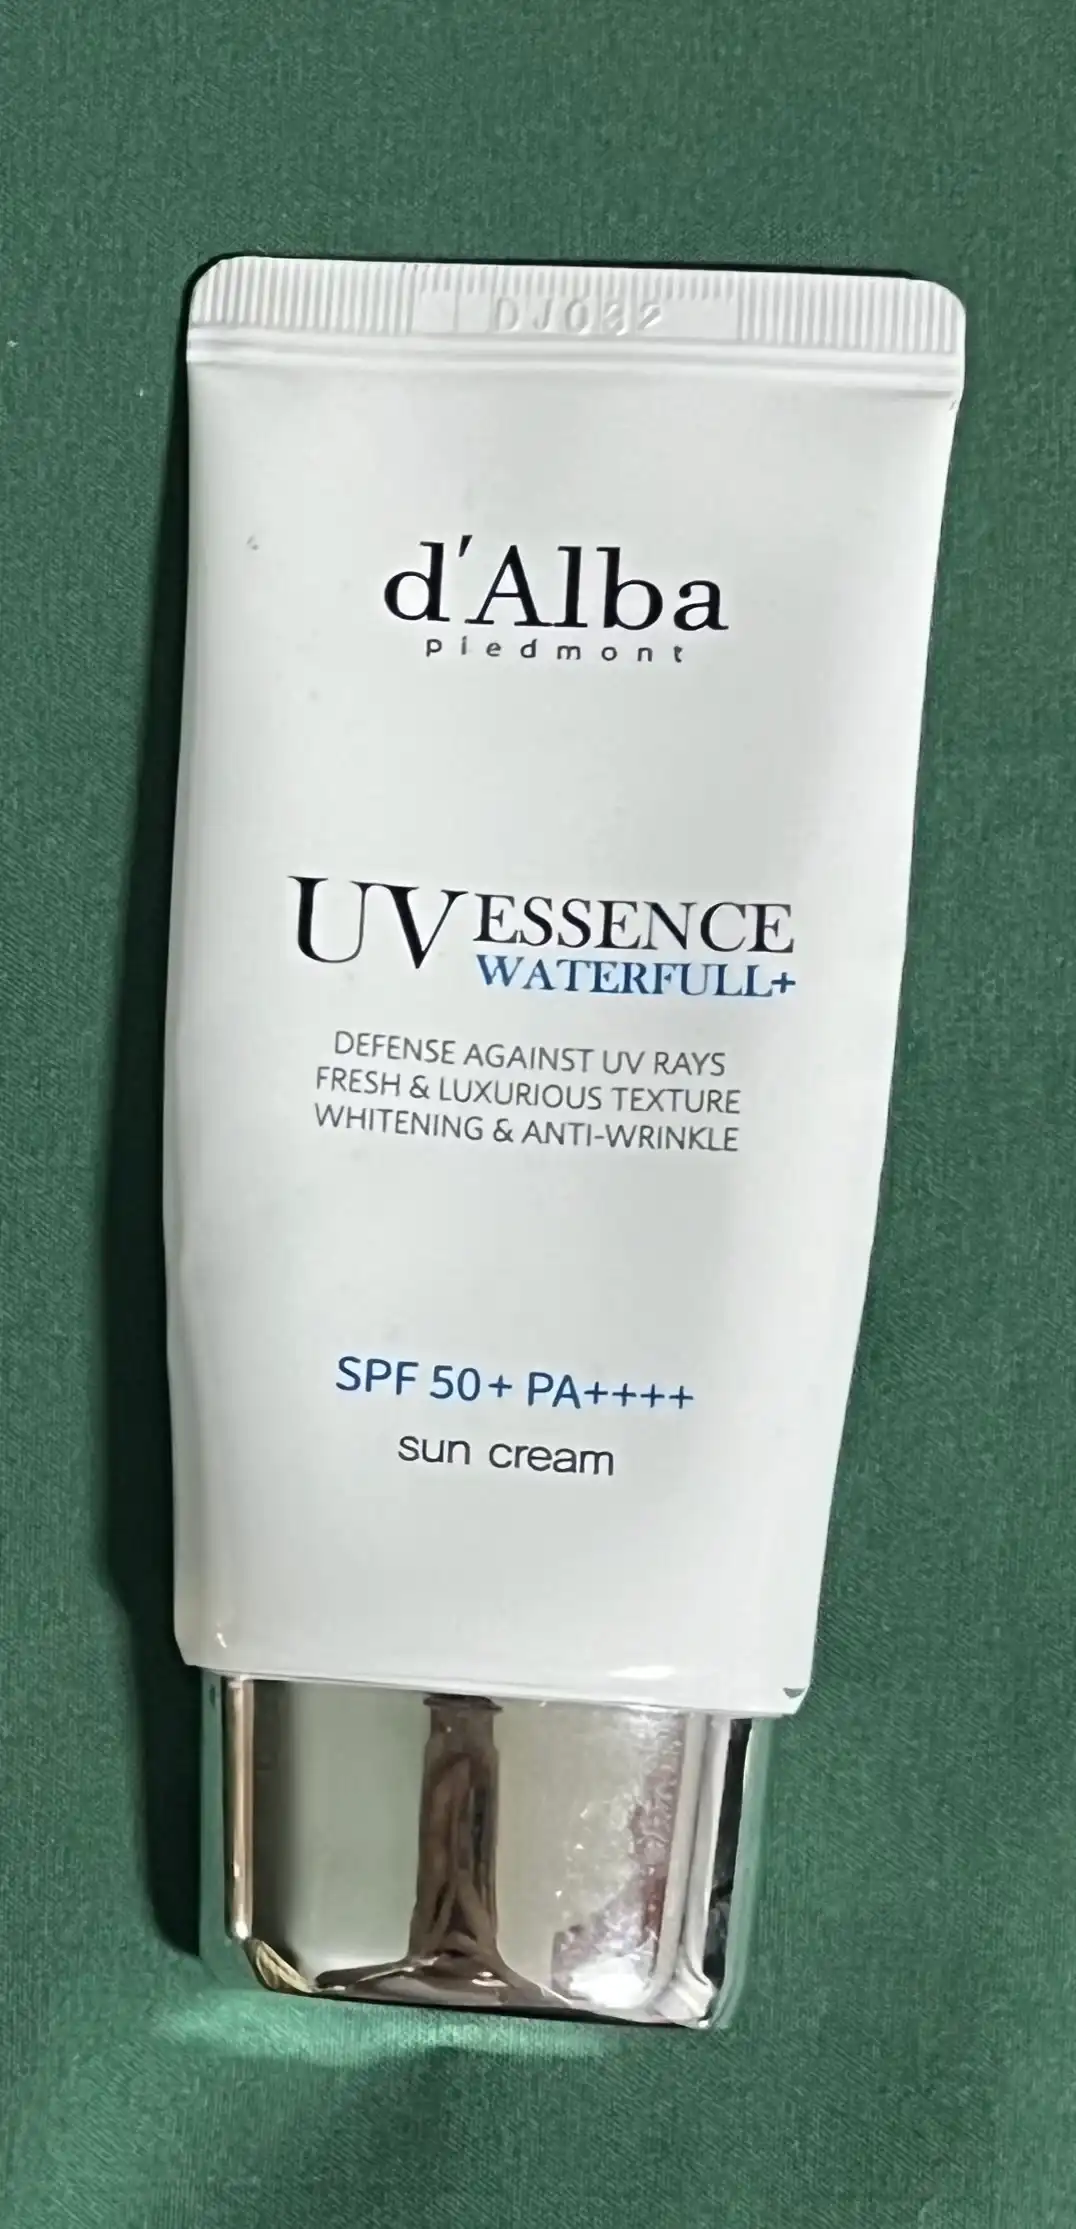 d'Alba
piedmont
UV ESSENCE
WATERFULL+
DEFENSE AGAINST UV RAYS
FRESH & LUXURIOUS TEXTURE
WHITENING & ANTI-WRINKLE
SPF 50+ PA++++
sun cream